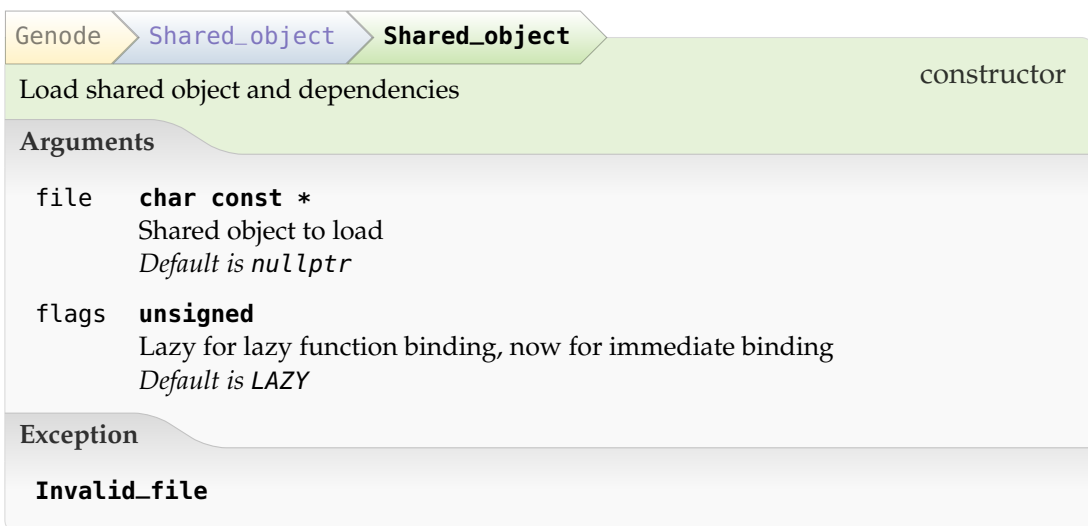 Genode Shared_object Shared_object
constructor
Load shared object and dependencies
Arguments
file char const *
Shared object to load
Default is nullptr
flags unsigned
Lazy for lazy function binding, now for immediate binding
Default is LAZY
Exception
Invalid_file